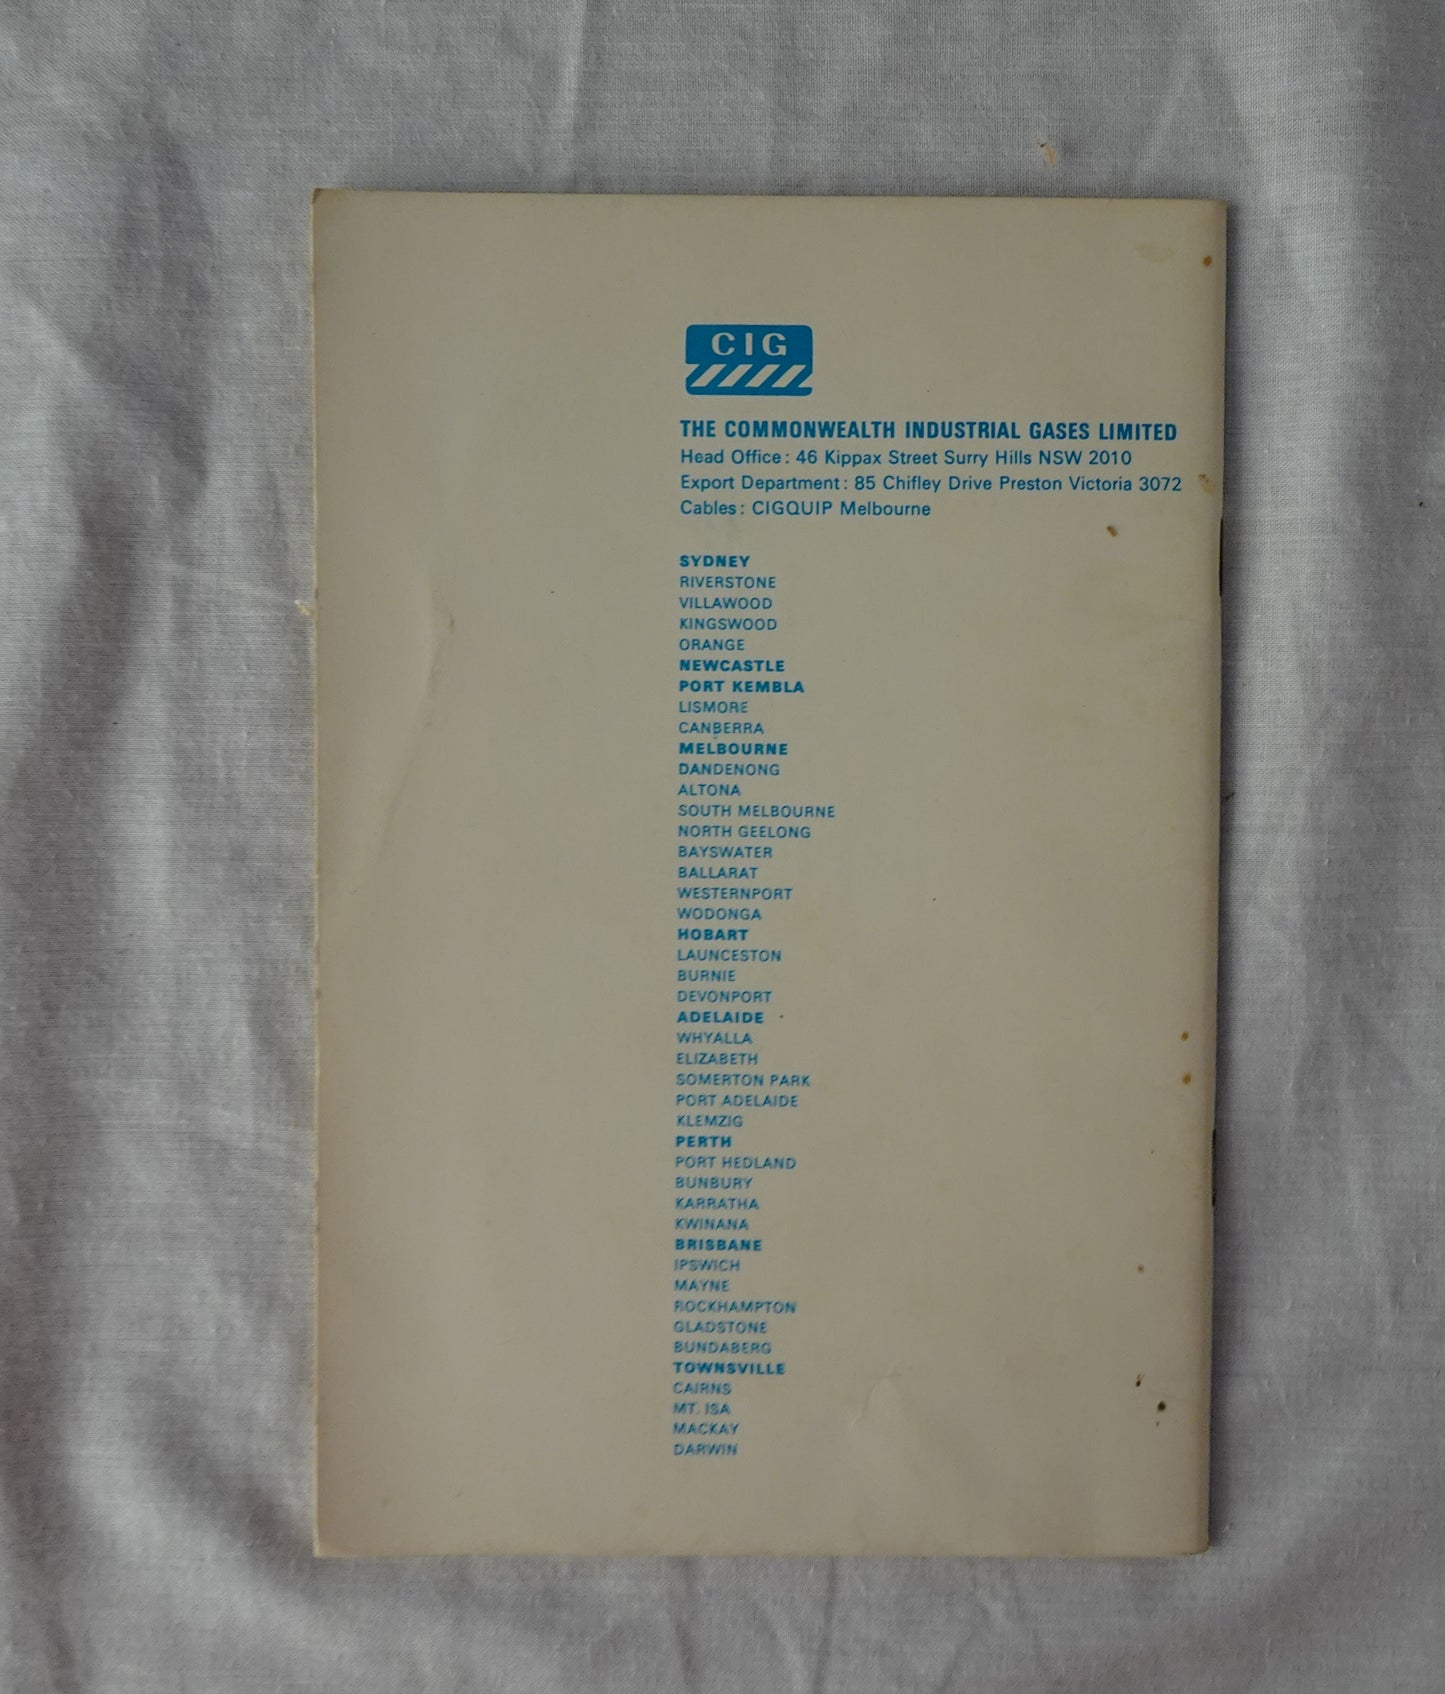 CIG
THE COMMONWEALTH INDUSTRIAL GASES LIMITED
Head Office: 46 Kippax Street Surry Hills NSW 2010
Export Department: 85 Chifley Drive Preston Victoria 3072
Cables: CIGQUIP Melbourne
SYDNEY
RIVERSTONE
VILLAWOOD
KINGSWOOD
ORANGE
NEWCASTLE
PORT KEMBLA
LISMORE
CANBERRA
MELBOURNE
DANDENONG
ALTONA
SOUTH MELBOURNE
NORTH GEELONG
BAYSWATER
BALLARAT
WESTERNPORT
WODONGA
HOBART
LAUNCESTON
BURNIE
DEVONPORT
ADELAIDE
WHYALLA
ELIZABETH
SOMERTON PARK
PORT ADELAIDE
KLEMZIG
PERTH
PORT HEDLAND
BUNBURY
KARRATHA
KWINANA
BRISBANE
IPSWICH
MAYNE
ROCKHAMPTON
GLADSTONE
BUNDABERG
TOWNSVILLE
CAIRNS
MT. ISA
MACKAY
DARWIN